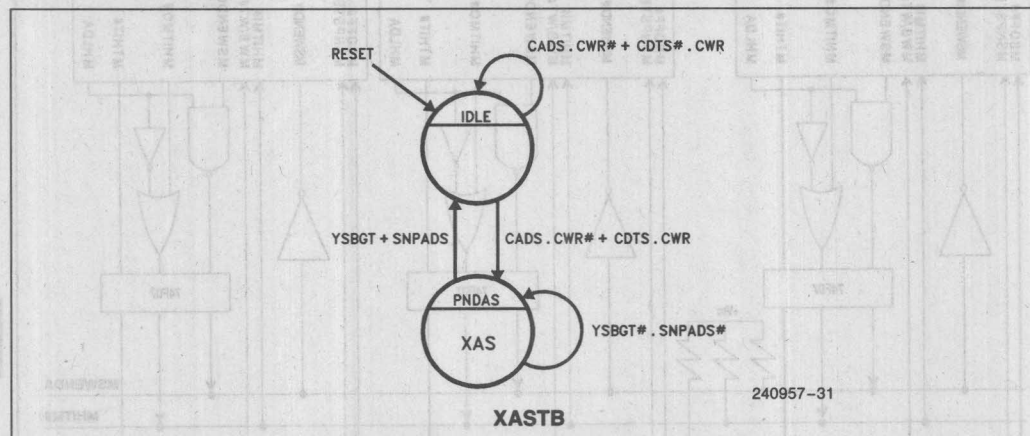 RESET
CADS.CWR# + CDTS#.CWR
IDLE
YSBGT + SNPADS
CADS.CWR# + CDTS.CWR
PNDAS
XAS
YSBGT#.SNPADS#
240957-31
XASTB